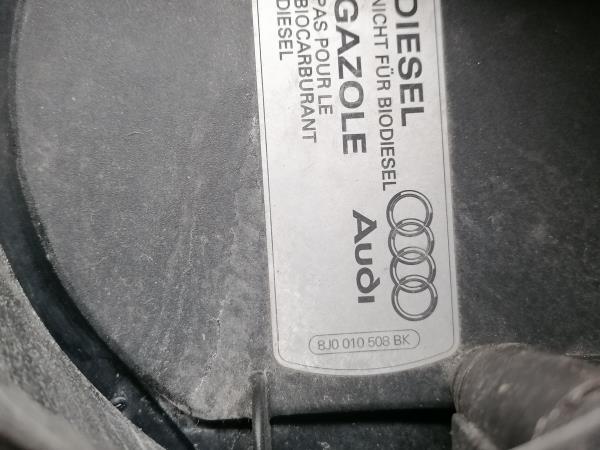 DIESEL
NICHT FÜR BIODIESEL
GAZOLE
PAS POUR LE
BIOCARBURANT
DIESEL
Audi
8J0 010 508 BK